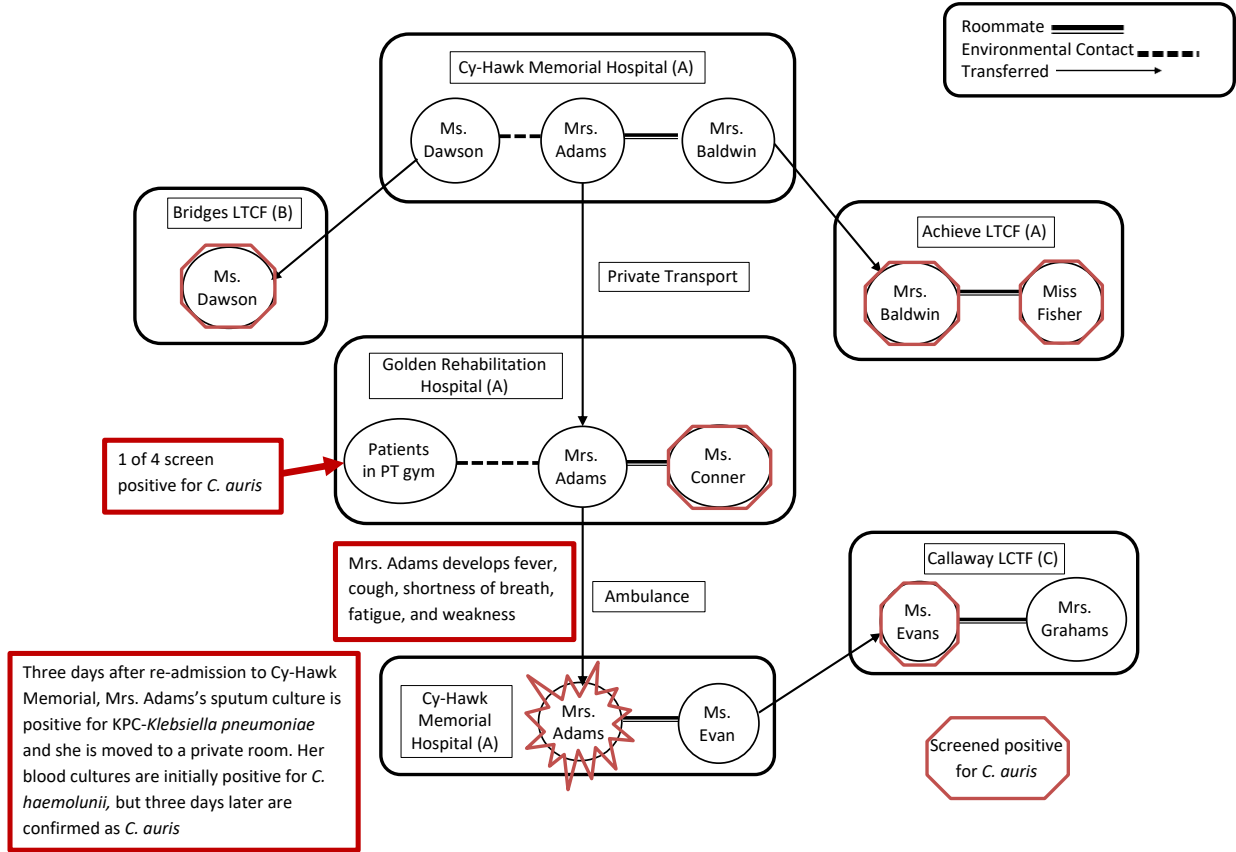 Roommate
Environmental Contact
Transferred
Cy-Hawk Memorial Hospital (A)
Ms.
Dawson
Mrs.
Adams
Mrs.
Baldwin
Bridges LTCF (B)
Ms.
Dawson
Achieve LTCF (A)
Mrs.
Baldwin
Miss
Fisher
Private Transport
Golden Rehabilitation
Hospital (A)
Patients
in PT gym
Mrs.
Adams
Ms.
Conner
1 of 4 screen
positive for C. auris
Mrs. Adams develops fever,
cough, shortness of breath,
fatigue, and weakness
Ambulance
Callaway LCTF (C)
Ms.
Evans
Mrs.
Grahams
Three days after re-admission to Cy-Hawk
Memorial, Mrs. Adams’s sputum culture is
positive for KPC-Klebsiella pneumoniae
and she is moved to a private room. Her
blood cultures are initially positive for C.
haemolunii, but three days later are
confirmed as C. auris
Cy-Hawk
Memorial
Hospital (A)
Mrs.
Adams
Ms.
Evan
Screened positive
for C. auris